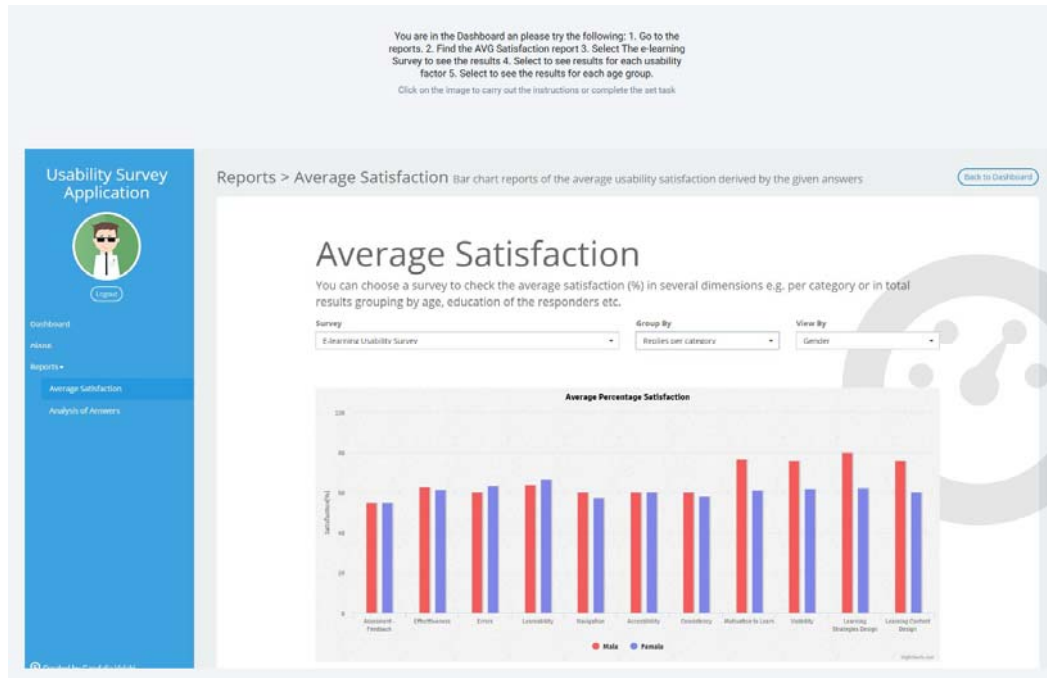 You are in the Dashboard an please try the following: 1. Go to the
reports. 2. Find the AVG Satisfaction report 3. Select The e-learning
Survey to see the results 4. Select to see results for each usability
factor 5. Select to see the results for each age group.
Click on the image to carry out the instructions or complete the set task
Usability Survey
Application
Logout
Dashboard
About
Reports
Average Satisfaction
Analysis of Answers
Reports > Average Satisfaction Bar chart reports of the average usability satisfaction derived by the given answers
Back to Dashboard
Average Satisfaction
You can choose a survey to check the average satisfaction (%) in several dimensions e.g. per category or in total
results grouping by age, education of the responders etc.
Survey Group By View By
E-learning Usability Survey Replies per category Gender
Average Percentage Satisfaction
Satisfaction(%)
80
40
0
Effectiveness Errors Learnability Navigation Accessibility Consistency Motivation to Learn Visibility Learning Learning Content
Feedback Strategies Design Design
Male Female
Created by